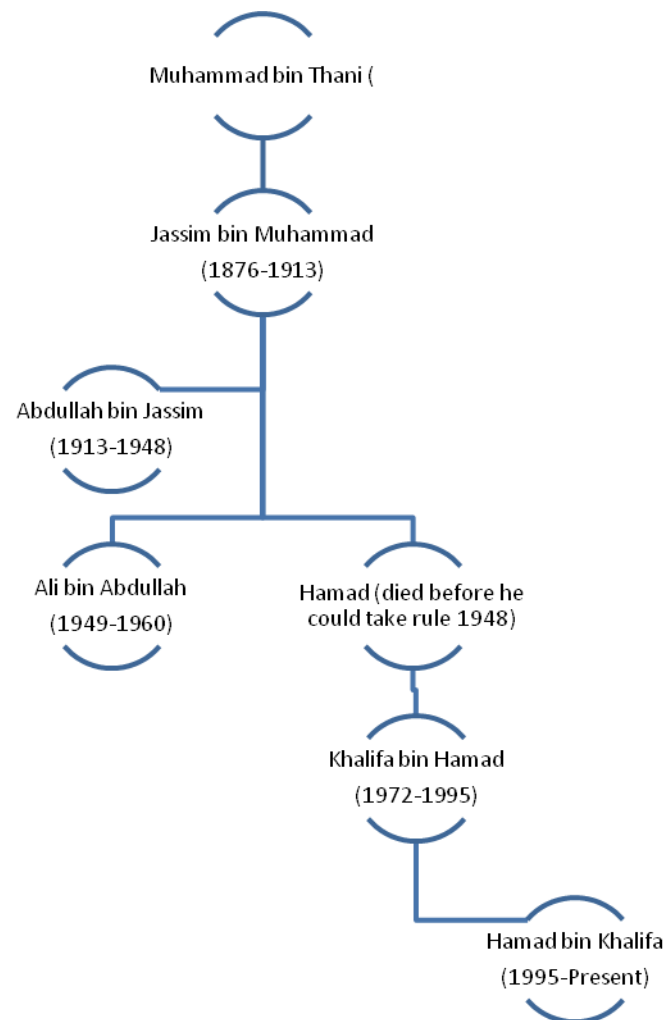 Muhammad bin Thani (
Jassim bin Muhammad
(1876-1913)
Abdullah bin Jassim
(1913-1948)
Ali bin Abdullah
(1949-1960)
Hamad (died before he
could take rule 1948)
Khalifa bin Hamad
(1972-1995)
Hamad bin Khalifa
(1995-Present)